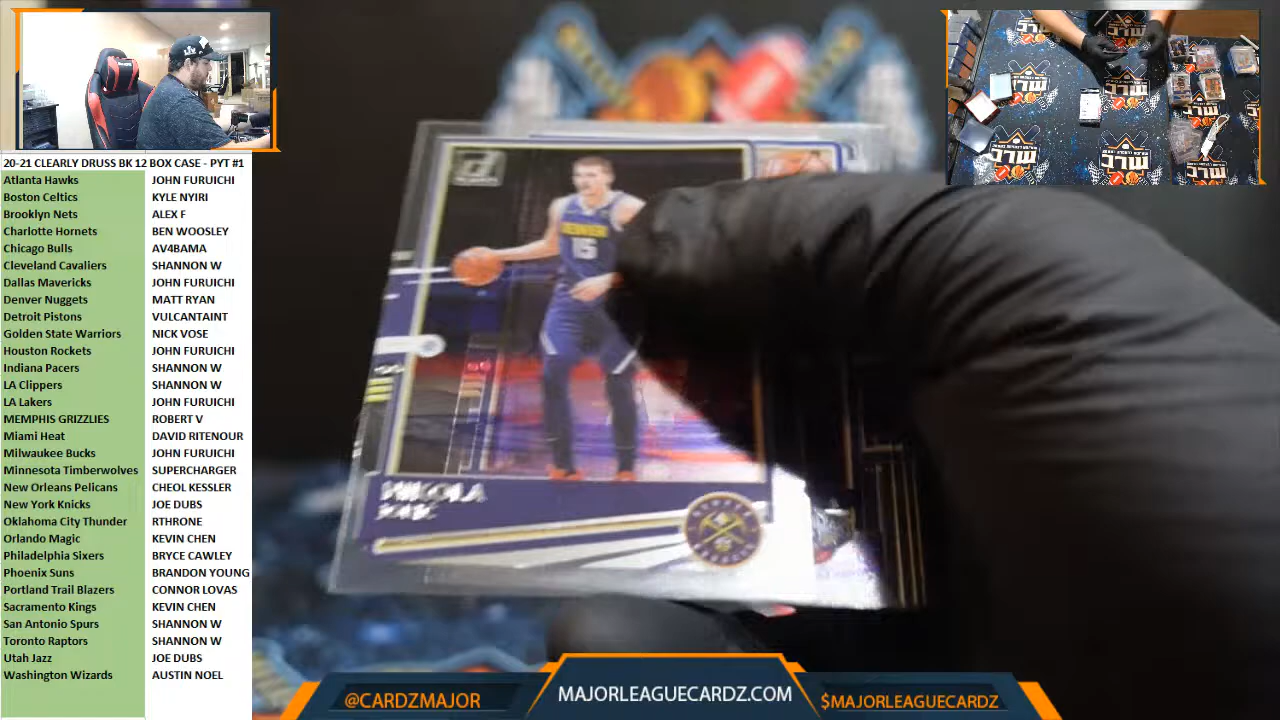 20-21 CLEARLY DRUSS BK 12 BOX CASE - PYT #1
Atlanta Hawks JOHN FURUICHI
Boston Celtics KYLE NYIRI
Brooklyn Nets ALEX F
Charlotte Hornets BEN WOOSLEY
Chicago Bulls AV4BAMA
Cleveland Cavaliers SHANNON W
Dallas Mavericks JOHN FURUICHI
Denver Nuggets MATT RYAN
Detroit Pistons VULCANTAINT
Golden State Warriors NICK VOSE
Houston Rockets JOHN FURUICHI
Indiana Pacers SHANNON W
LA Clippers SHANNON W
LA Lakers JOHN FURUICHI
MEMPHIS GRIZZLIES ROBERT V
Miami Heat DAVID RITENOUR
Milwaukee Bucks JOHN FURUICHI
Minnesota Timberwolves SUPERCHARGER
New Orleans Pelicans CHEOL KESSLER
New York Knicks JOE DUBS
Oklahoma City Thunder RTHRONE
Orlando Magic KEVIN CHEN
Philadelphia Sixers BRYCE CAWLEY
Phoenix Suns BRANDON YOUNG
Portland Trail Blazers CONNOR LOVAS
Sacramento Kings KEVIN CHEN
San Antonio Spurs SHANNON W
Toronto Raptors SHANNON W
Utah Jazz JOE DUBS
Washington Wizards AUSTIN NOEL
DENVER
15
NIKOLA
@CARDZMAJOR
MAJORLEAGUECARDZ.COM
$MAJORLEAGUECARDZ